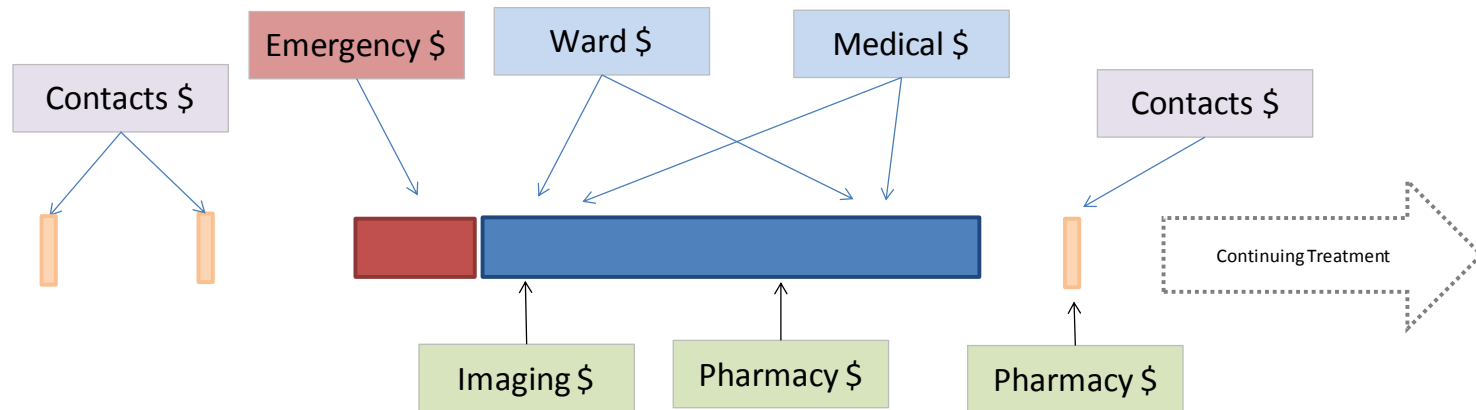 Emergency $
Ward $
Medical $
Contacts $
Contacts $
Continuing Treatment
Imaging $
Pharmacy $
Pharmacy $